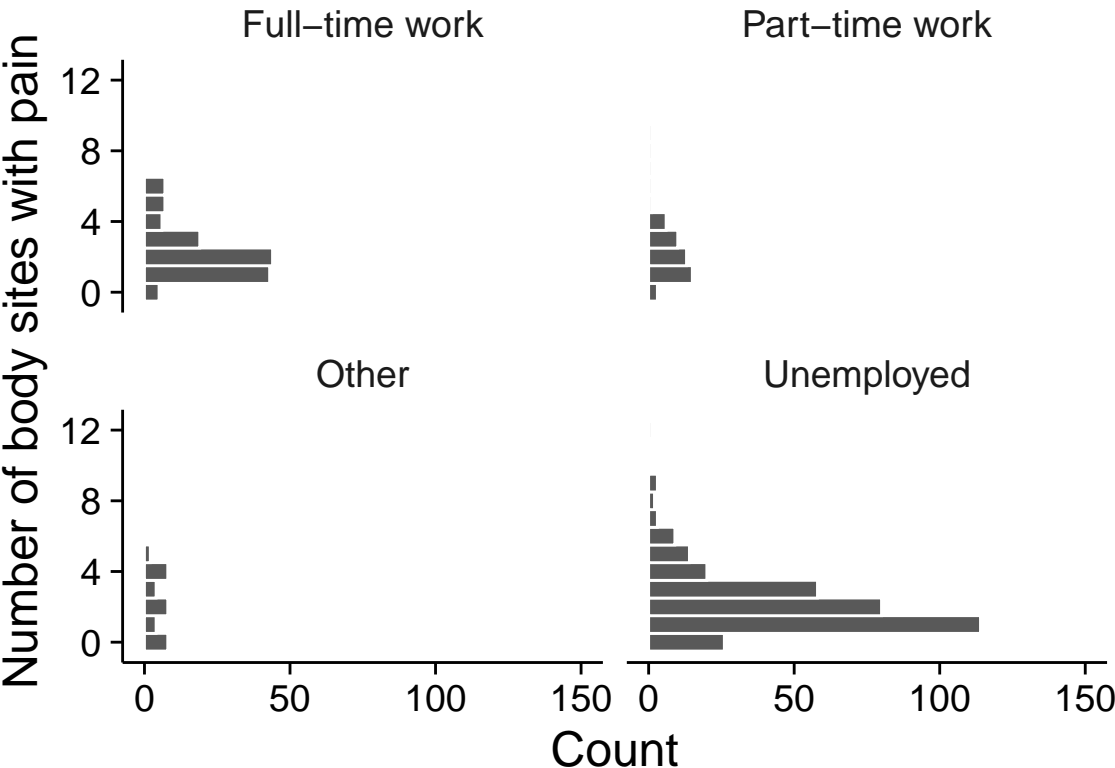 Full−time work
Part−time work
Number of body sites with pain
12
8
4
0
Other
Unemployed
12
8
4
0
0 50 100 150 0 50 100 150
Count